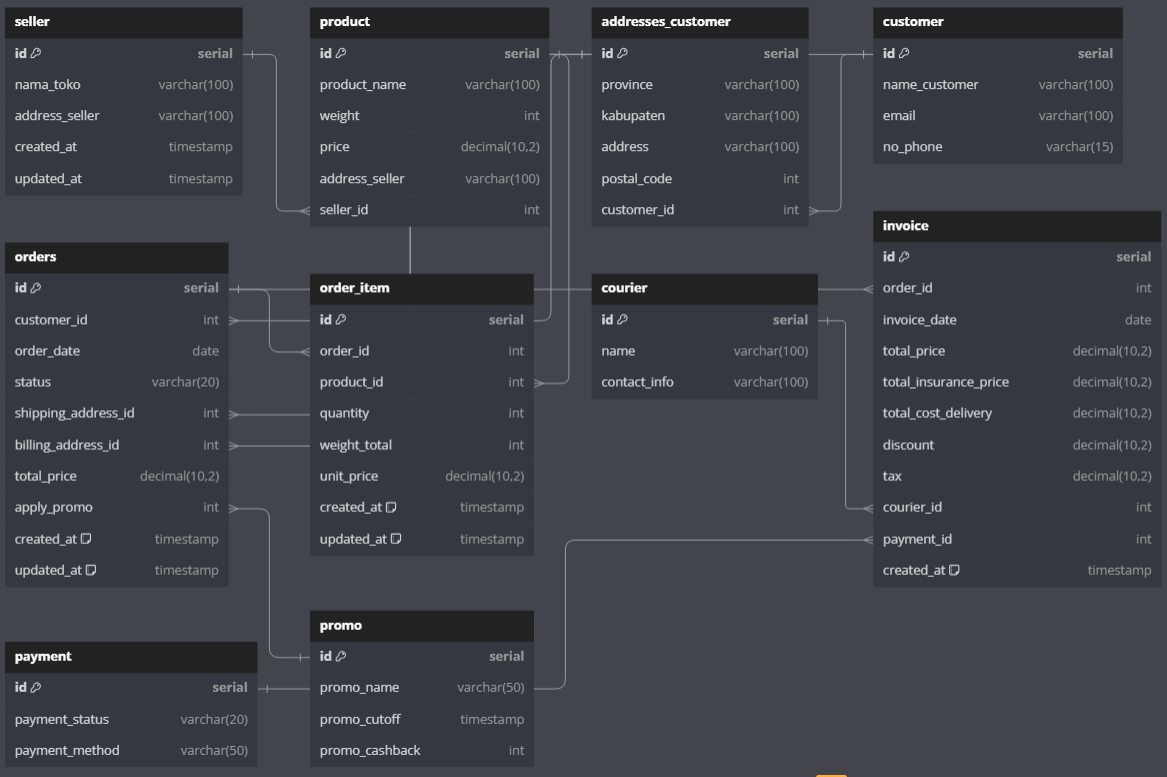 seller
id serial
nama_toko varchar(100)
address_seller varchar(100)
created_at timestamp
updated_at timestamp
product
id serial
product_name varchar(100)
weight int
price decimal(10,2)
address_seller varchar(100)
seller_id int
addresses_customer
id serial
province varchar(100)
kabupaten varchar(100)
address varchar(100)
postal_code int
customer_id int
customer
id serial
name_customer varchar(100)
email varchar(100)
no_phone varchar(15)
orders
id serial
customer_id int
order_date date
status varchar(20)
shipping_address_id int
billing_address_id int
total_price decimal(10,2)
apply_promo int
created_at timestamp
updated_at timestamp
order_item
id serial
order_id int
product_id int
quantity int
weight_total int
unit_price decimal(10,2)
created_at timestamp
updated_at timestamp
courier
id serial
name varchar(100)
contact_info varchar(100)
invoice
id serial
order_id int
invoice_date date
total_price decimal(10,2)
total_insurance_price decimal(10,2)
total_cost_delivery decimal(10,2)
discount decimal(10,2)
tax decimal(10,2)
courier_id int
payment_id int
created_at timestamp
payment
id serial
payment_status varchar(20)
payment_method varchar(50)
promo
id serial
promo_name varchar(50)
promo_cutoff timestamp
promo_cashback int